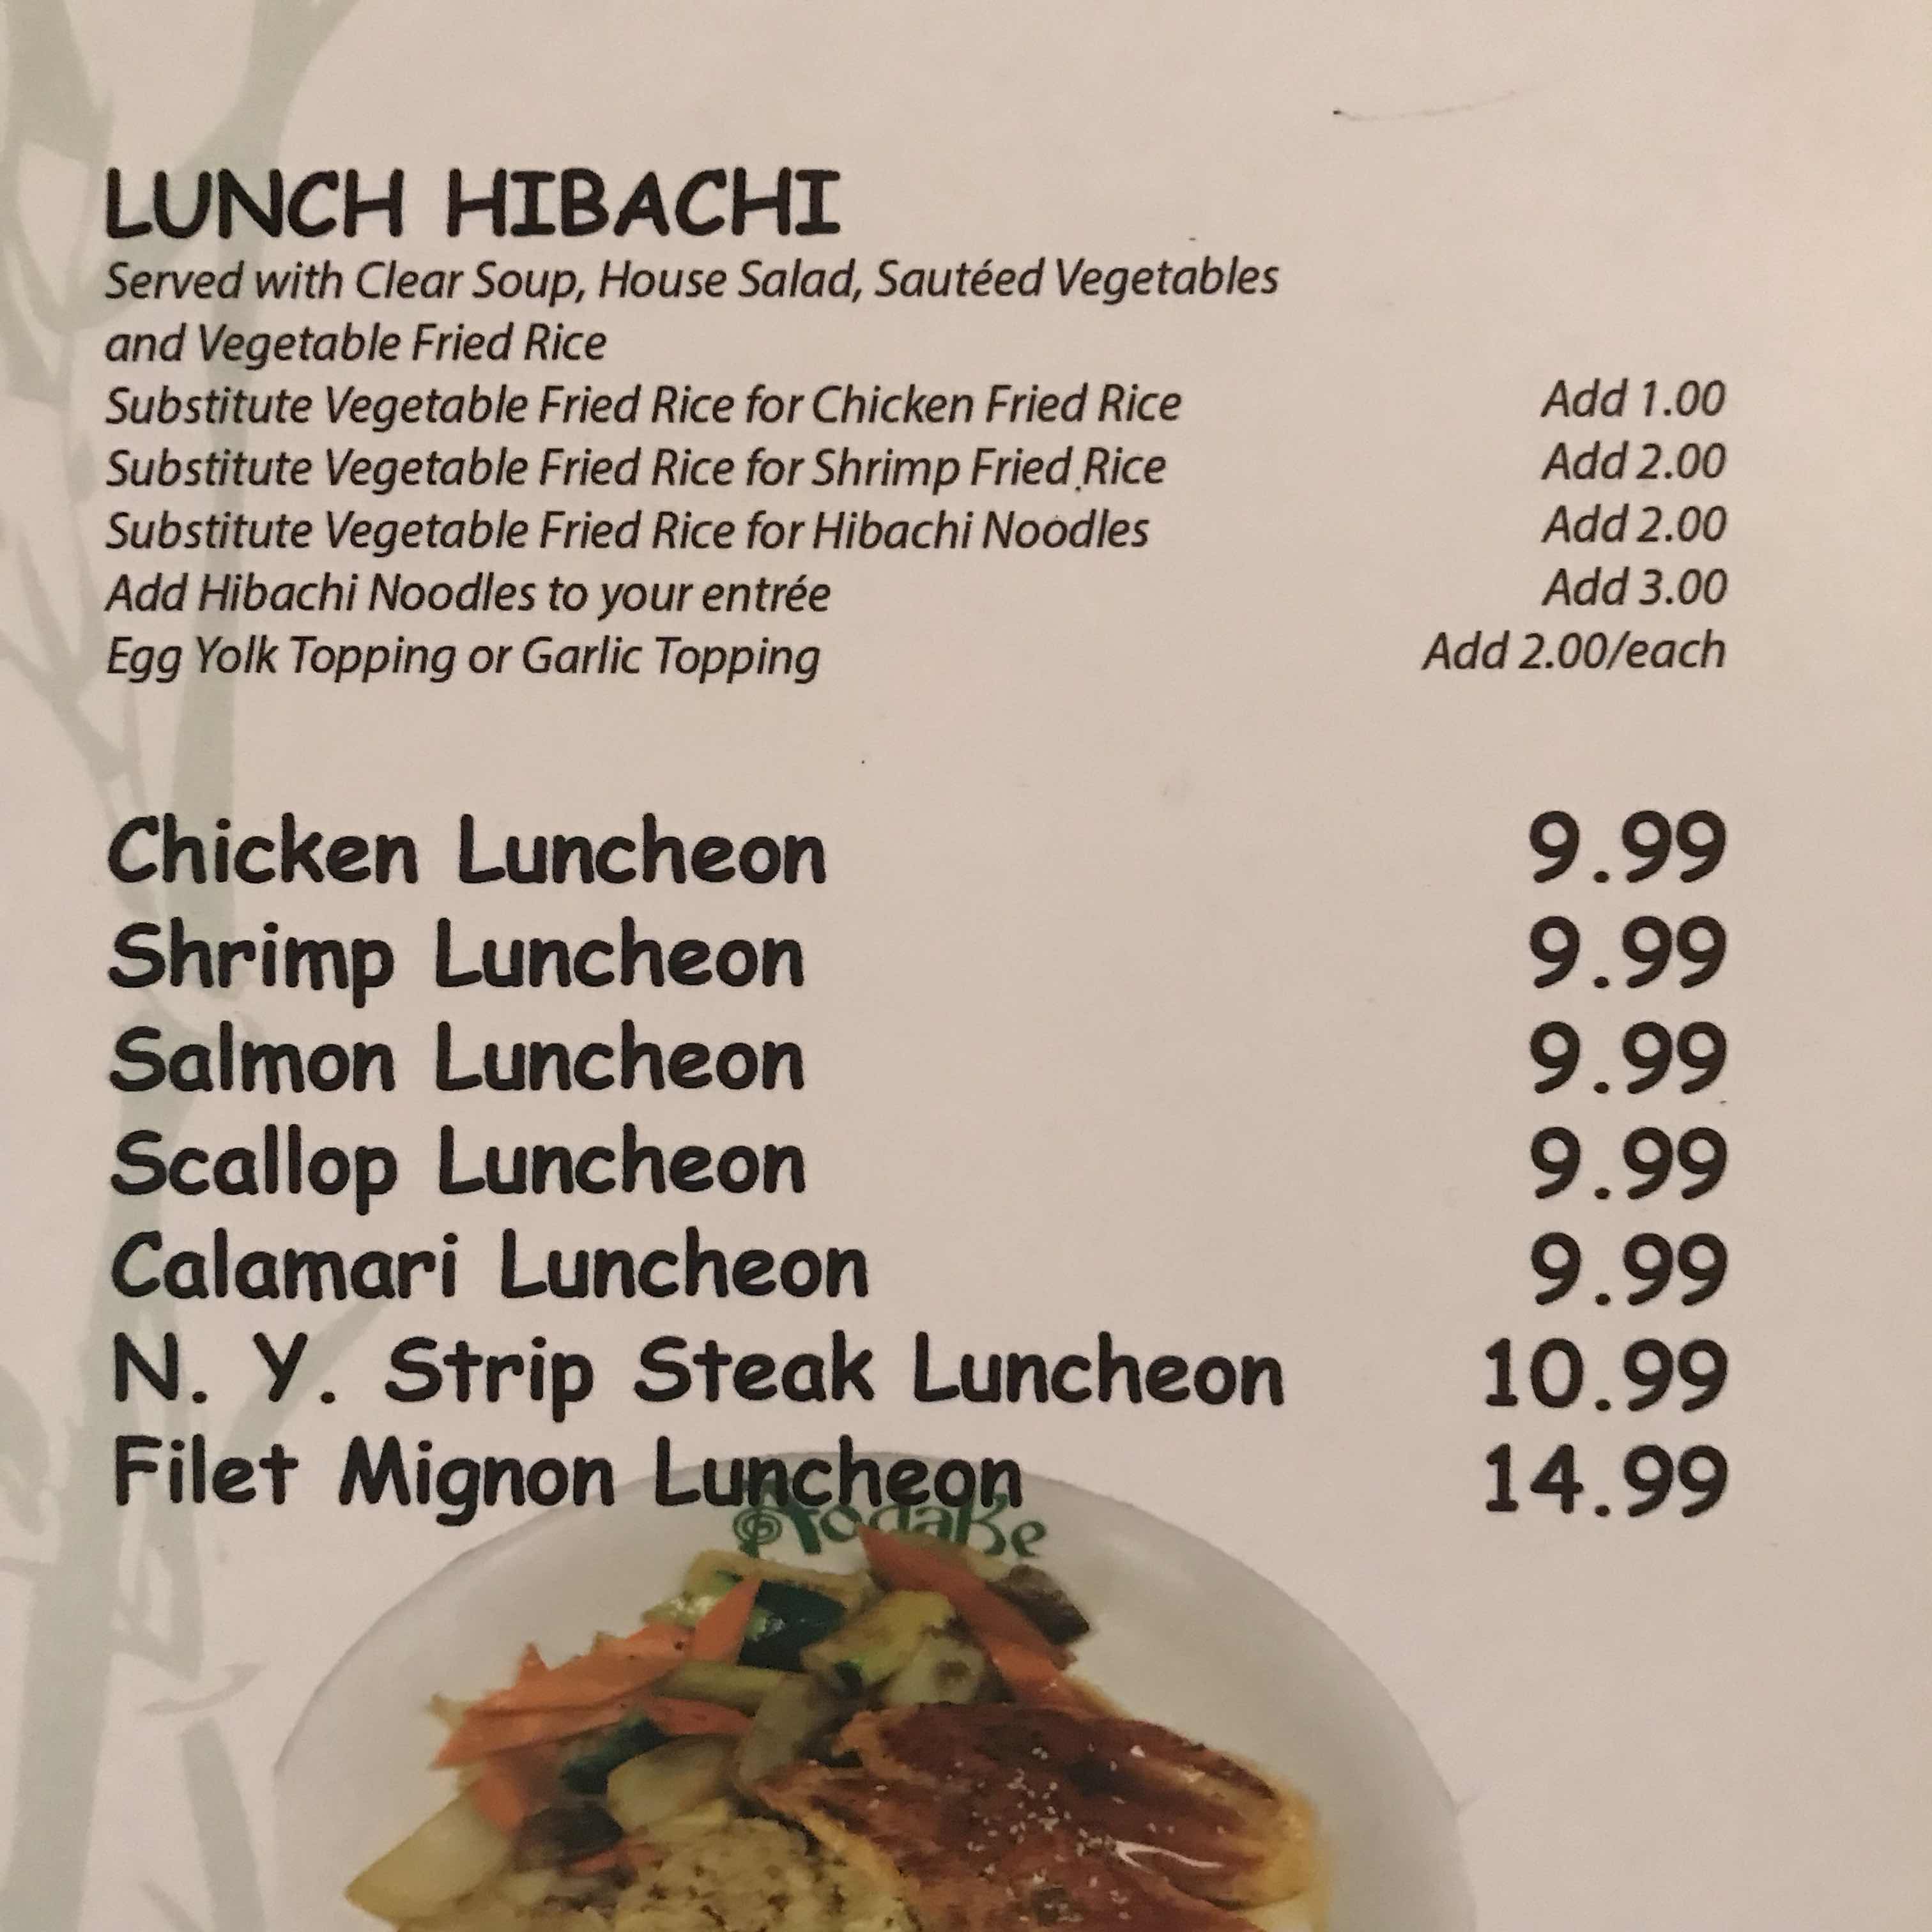 LUNCH HIBACHI
Served with Clear Soup, House Salad, Sautéed Vegetables
and Vegetable Fried Rice
Substitute Vegetable Fried Rice for Chicken Fried Rice Add 1.00
Substitute Vegetable Fried Rice for Shrimp Fried Rice Add 2.00
Substitute Vegetable Fried Rice for Hibachi Noodles Add 2.00
Add Hibachi Noodles to your entrée Add 3.00
Egg Yolk Topping or Garlic Topping Add 2.00/each
Chicken Luncheon 9.99
Shrimp Luncheon 9.99
Salmon Luncheon 9.99
Scallop Luncheon 9.99
Calamari Luncheon 9.99
N. Y. Strip Steak Luncheon 10.99
Filet Mignon Luncheon 14.99